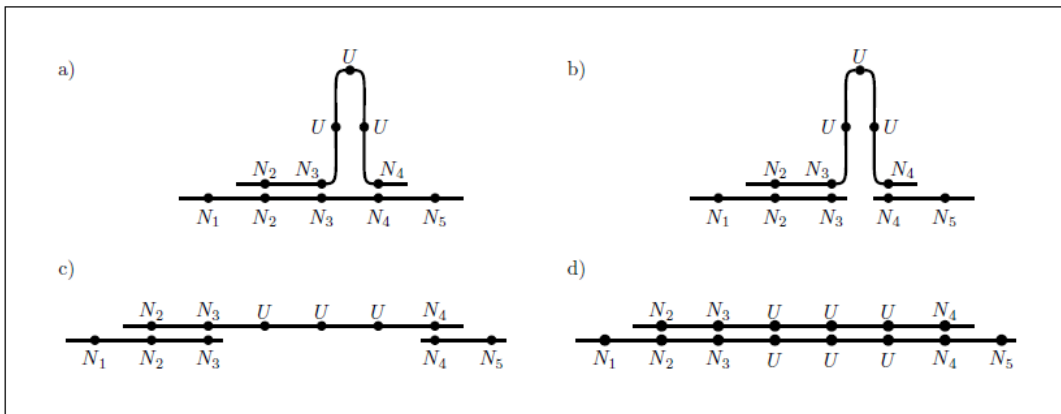 a) b)
U U
U U U U
N₂ N₃ N₄ N₂ N₃ N₄
N₁ N₂ N₃ N₄ N₅ N₁ N₂ N₃ N₄ N₅
c) d)
N₂ N₃ U U U N₄ N₂ N₃ U U U N₄
N₁ N₂ N₃ N₄ N₅ N₁ N₂ N₃ U U U N₄ N₅